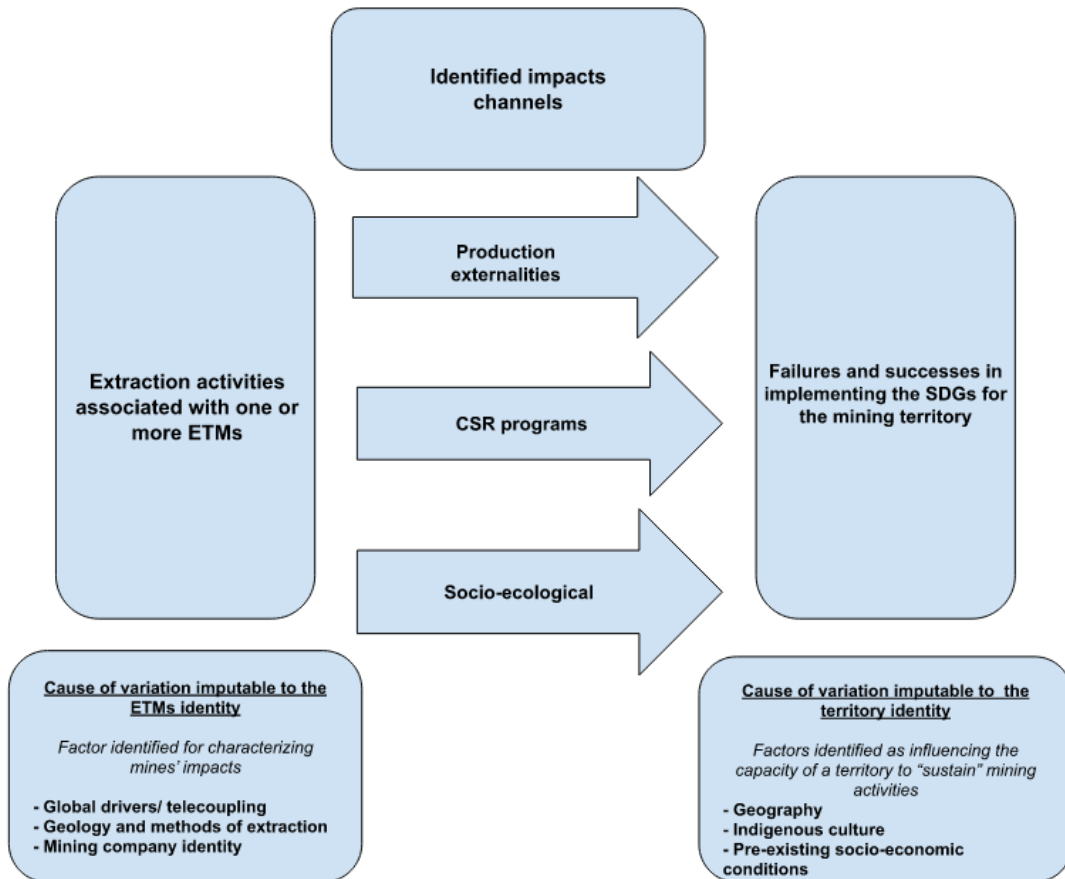 Identified impacts
channels
Production
externalities
Extraction activities
associated with one or
more ETMs
CSR programs
Failures and successes in
implementing the SDGs for
the mining territory
Socio-ecological
Cause of variation imputable to the
ETMs identity
Factor identified for characterizing
mines' impacts
- Global drivers/ telecoupling
- Geology and methods of extraction
- Mining company identity
Cause of variation imputable to the
territory identity
Factors identified as influencing the
capacity of a territory to “sustain” mining
activities
- Geography
- Indigenous culture
- Pre-existing socio-economic
conditions